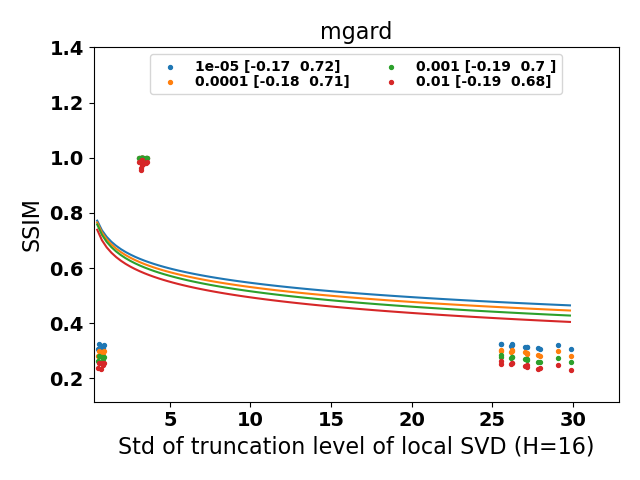 mgard
1e-05 [-0.17  0.72]
0.0001 [-0.18  0.71]
0.001 [-0.19  0.7 ]
0.01 [-0.19  0.68]
SSIM
1.4
1.2
1.0
0.8
0.6
0.4
0.2
5 10 15 20 25 30
Std of truncation level of local SVD (H=16)